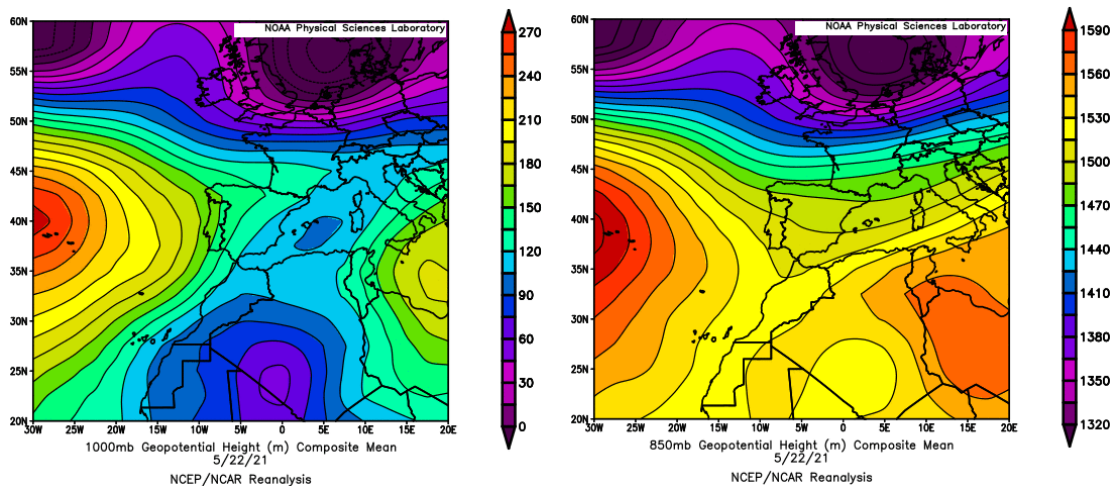 NOAA Physical Sciences Laboratory
60N
55N
50N
45N
40N
35N
30N
25N
20N
30W 25W 20W 15W 10W 5W 0 5E 10E 15E 20E
270
240
210
180
150
120
90
60
30
0
1000mb Geopotential Height (m) Composite Mean
5/22/21
NCEP/NCAR Reanalysis
NOAA Physical Sciences Laboratory
60N
55N
50N
45N
40N
35N
30N
25N
20N
30W 25W 20W 15W 10W 5W 0 5E 10E 15E 20E
1590
1560
1530
1500
1470
1440
1410
1380
1350
1320
850mb Geopotential Height (m) Composite Mean
5/22/21
NCEP/NCAR Reanalysis